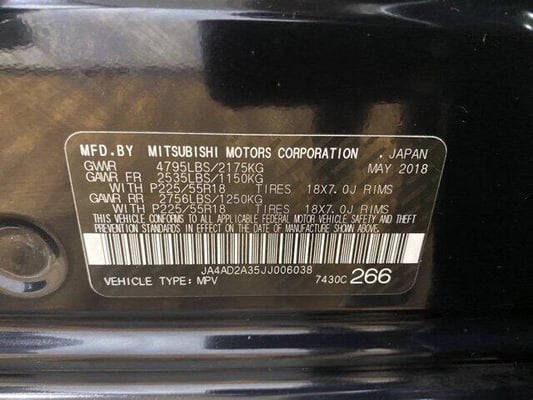 MFD.BY MITSUBISHI MOTORS CORPORATION . JAPAN
GVWR 4795LBS/2175KG MAY 2018
GAWR FR 2535LBS/1150KG
WITH P225/55R18 TIRES 18X7.0J RIMS
GAWR RR 2756LBS/1250KG
WITH P225/55R18 TIRES 18X7.0J RIMS
THIS VEHICLE CONFORMS TO ALL APPLICABLE FEDERAL MOTOR VEHICLE SAFETY
AND THEFT PREVENTION STANDARDS IN EFFECT ON THE DATE OF
MANUFACTURE SHOWN ABOVE.
JA4AD2A35JJ006038
VEHICLE TYPE: MPV 7430C 266